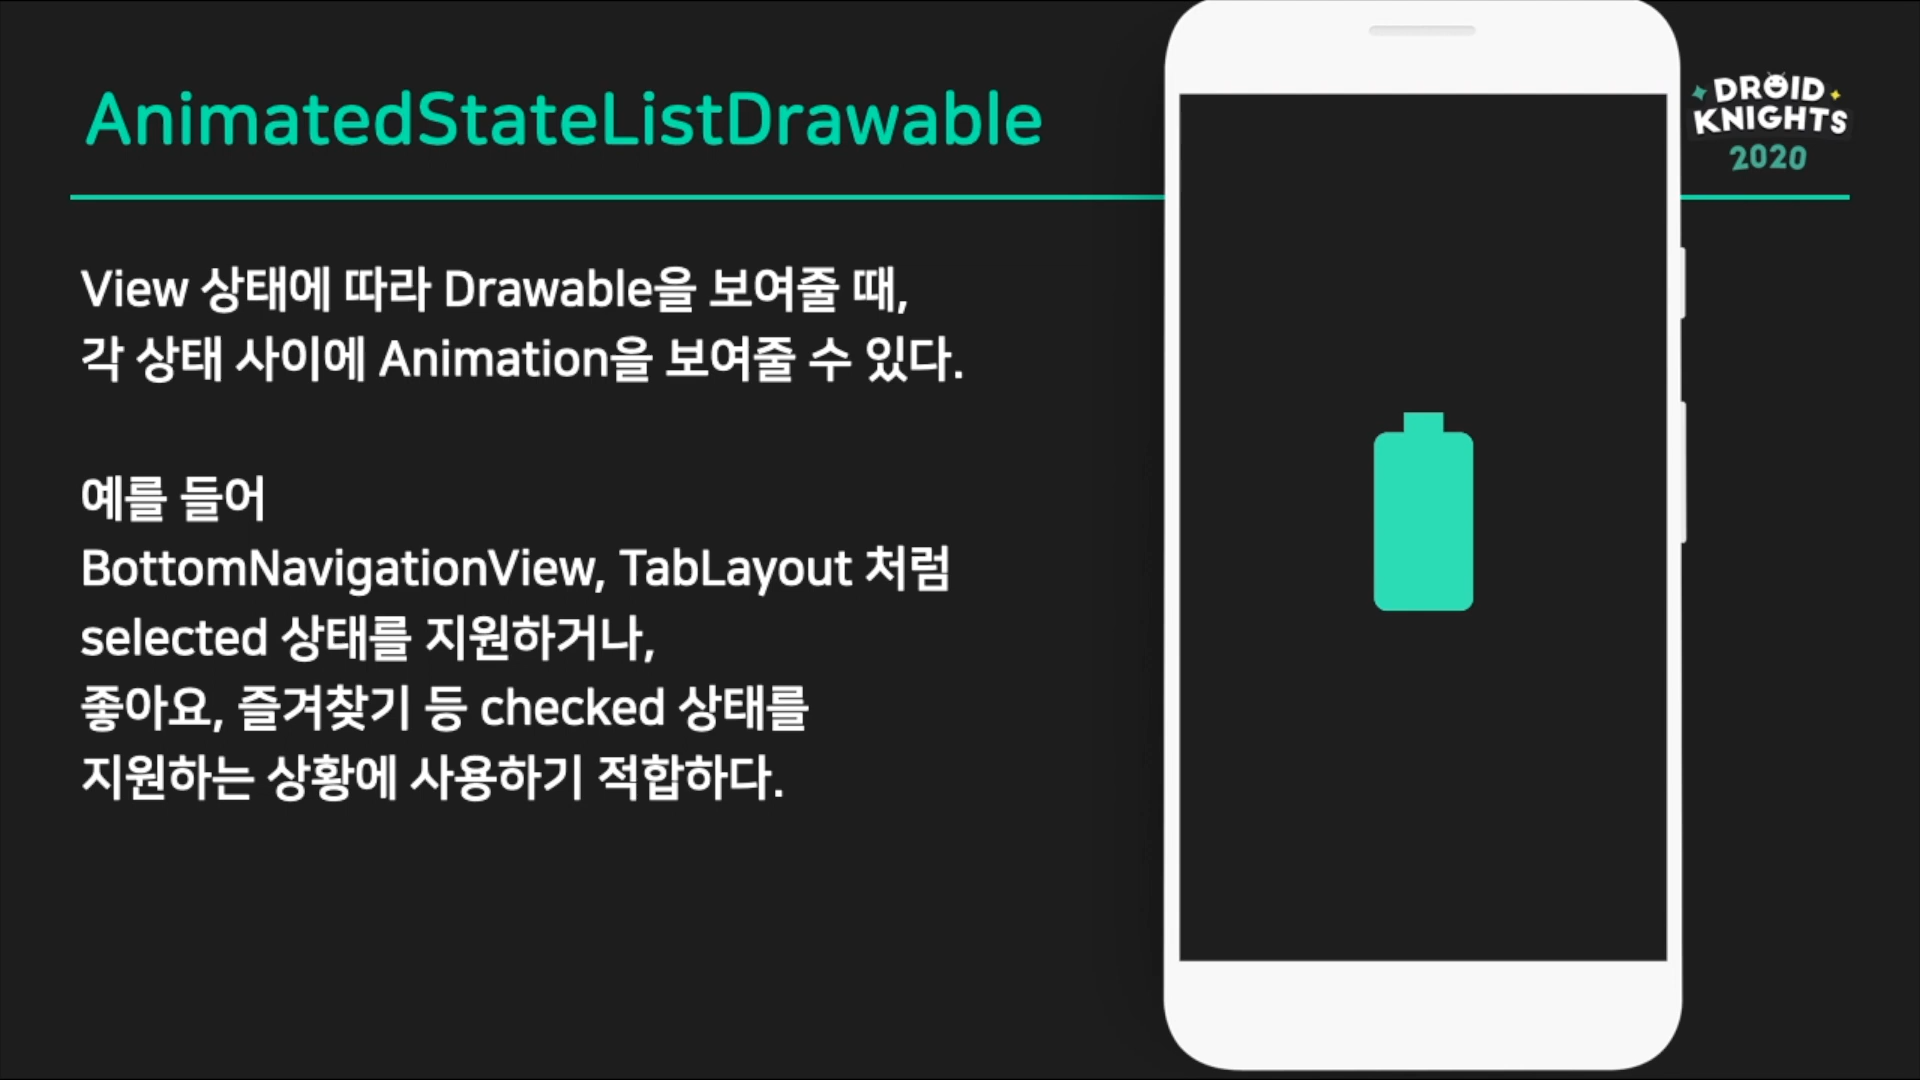 AnimatedStateListDrawable
DROID
KNIGHTS
2020
View 상태에 따라 Drawable을 보여줄 때,
각 상태 사이에 Animation을 보여줄 수 있다.
예를 들어
BottomNavigationView, TabLayout 처럼
selected 상태를 지원하거나,
좋아요, 즐겨찾기 등 checked 상태를
지원하는 상황에 사용하기 적합하다.